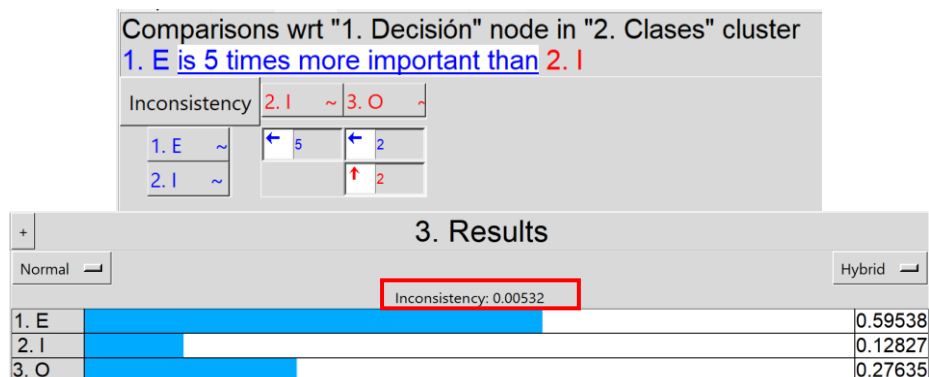 Comparisons wrt "1. Decisión" node in "2. Clases" cluster
1. E is 5 times more important than 2. I
Inconsistency 2. I ~ 3. O ~
1. E ~ ← 5 ← 2
2. I ~ ↑ 2
+ 3. Results
Normal Hybrid
Inconsistency: 0.00532
1. E 0.59538
2. I 0.12827
3. O 0.27635